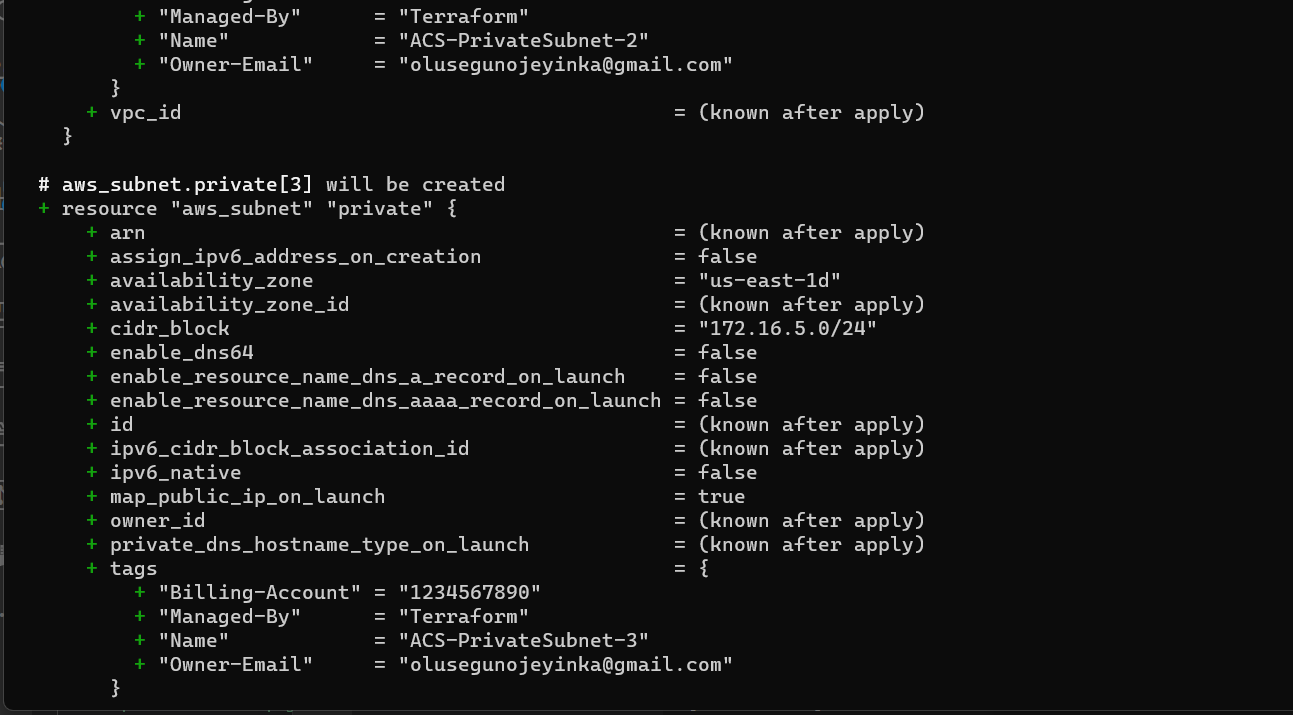 + "Managed-By"      = "Terraform"
+ "Name"            = "ACS-PrivateSubnet-2"
+ "Owner-Email"     = "olusegunojeyinka@gmail.com"
}
+ vpc_id                                         = (known after apply)
}
# aws_subnet.private[3] will be created
+ resource "aws_subnet" "private" {
+ arn                                            = (known after apply)
+ assign_ipv6_address_on_creation                = false
+ availability_zone                              = "us-east-1d"
+ availability_zone_id                           = (known after apply)
+ cidr_block                                     = "172.16.5.0/24"
+ enable_dns64                                   = false
+ enable_resource_name_dns_a_record_on_launch    = false
+ enable_resource_name_dns_aaaa_record_on_launch = false
+ id                                             = (known after apply)
+ ipv6_cidr_block_association_id                 = (known after apply)
+ ipv6_native                                    = false
+ map_public_ip_on_launch                        = true
+ owner_id                                       = (known after apply)
+ private_dns_hostname_type_on_launch            = (known after apply)
+ tags                                           = {
+ "Billing-Account" = "1234567890"
+ "Managed-By"      = "Terraform"
+ "Name"            = "ACS-PrivateSubnet-3"
+ "Owner-Email"     = "olusegunojeyinka@gmail.com"
}